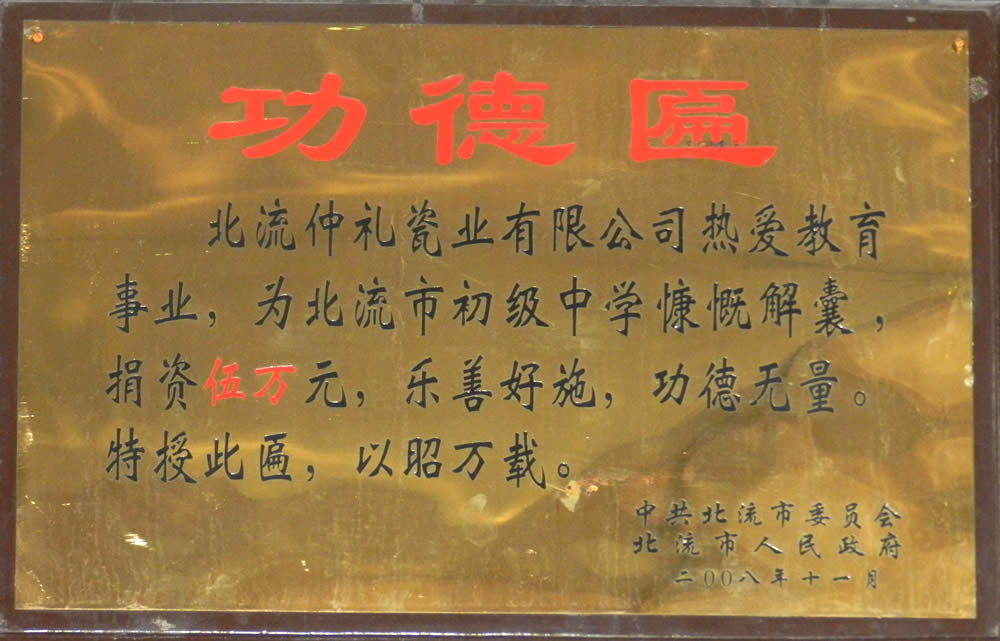 功德匾
北流仲礼瓷业有限公司热爱教育
事业，为北流市初级中学慷慨解囊，
捐资伍万元，乐善好施，功德无量。
特授此匾，以昭万载。
中共北流市委员会
北流市人民政府
二00八年十一月